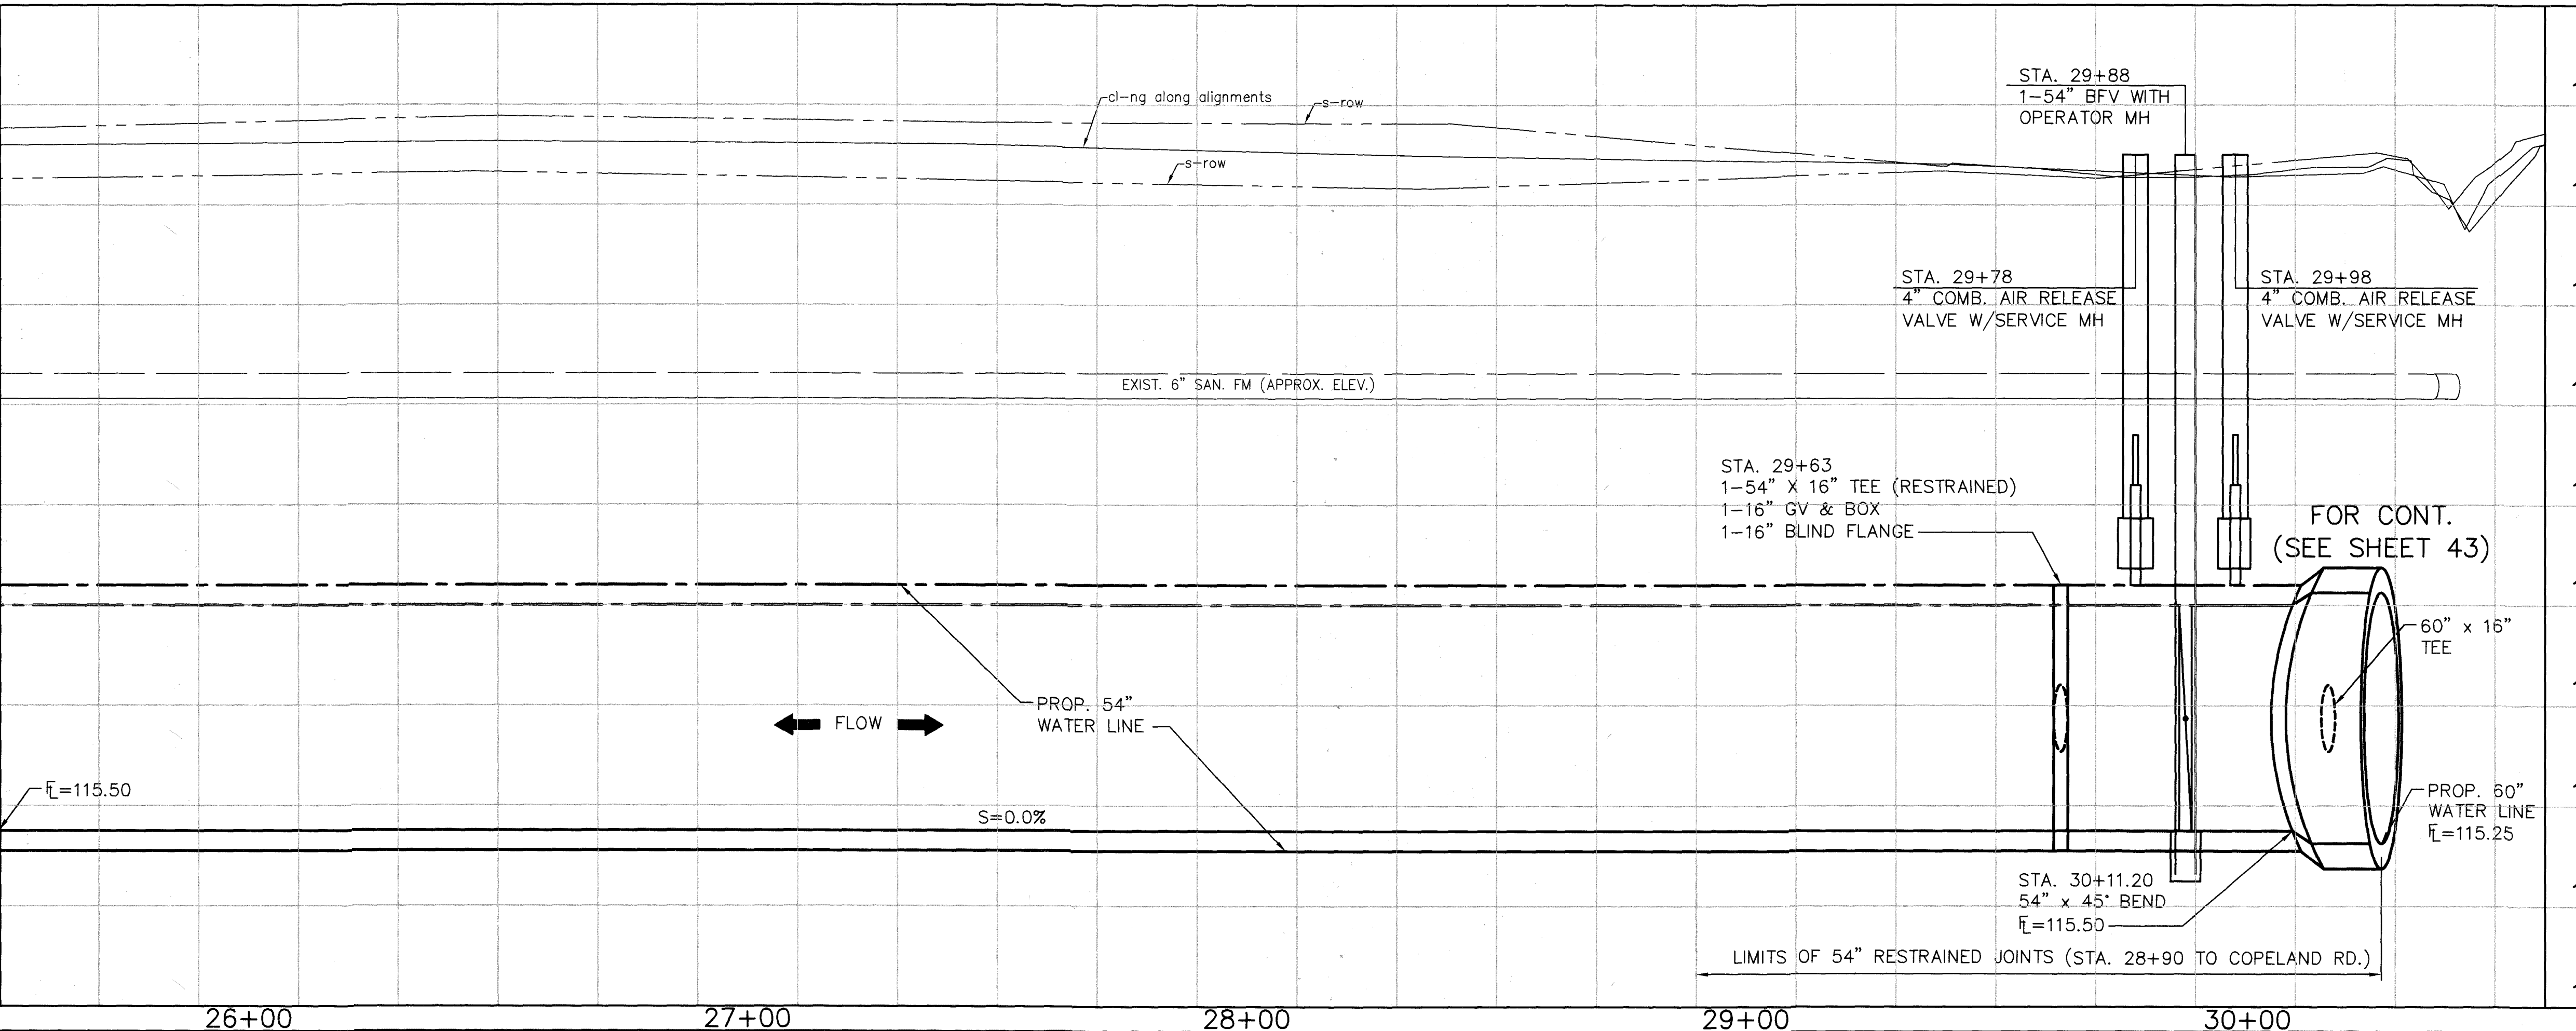 STA. 29+88
1-54" BFV WITH
OPERATOR MH
cl-ng along alignments
s-row
s-row
STA. 29+78
4" COMB. AIR RELEASE
VALVE W/SERVICE MH
STA. 29+98
4" COMB. AIR RELEASE
VALVE W/SERVICE MH
EXIST. 6" SAN. FM (APPROX. ELEV.)
STA. 29+63
1-54" X 16" TEE (RESTRAINED)
1-16" GV & BOX
1-16" BLIND FLANGE
FOR CONT.
(SEE SHEET 43)
60" x 16"
TEE
PROP. 54"
WATER LINE
FLOW
FL=115.50
S=0.0%
PROP. 60"
WATER LINE
FL=115.25
STA. 30+11.20
54" x 45° BEND
FL=115.50
LIMITS OF 54" RESTRAINED JOINTS (STA. 28+90 TO COPELAND RD.)
26+00
27+00
28+00
29+00
30+00